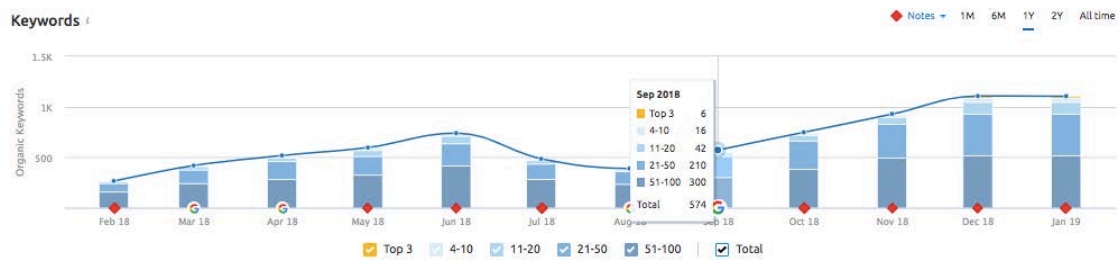 Keywords i
Notes 1M 6M 1Y 2Y All time
Organic Keywords
1.5K
1K
500
Sep 2018
Top 3 6
4-10 16
11-20 42
21-50 210
51-100 300
Total 574
Feb 18 Mar 18 Apr 18 May 18 Jun 18 Jul 18 Aug Sep 18 Oct 18 Nov 18 Dec 18 Jan 19
Top 3 4-10 11-20 21-50 51-100 Total